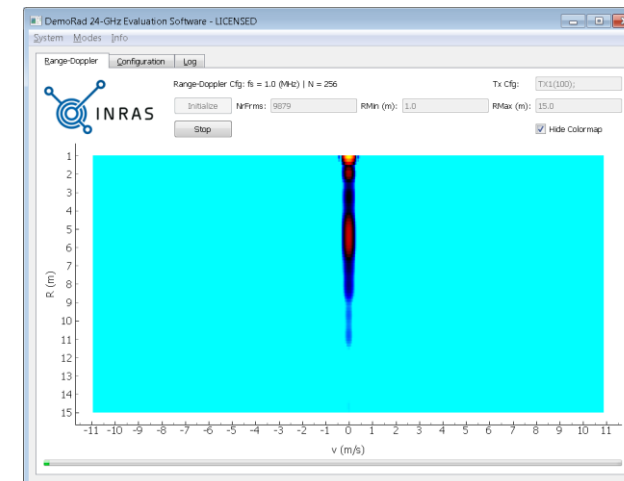 DemoRad 24-GHz Evaluation Software - LICENSED
System Modes Info
Range-Doppler Configuration Log
INRAS
Range-Doppler Cfg: fs = 1.0 (MHz) | N = 256 Tx Cfg: TX1(100);
Initialize NrFrms: 9879 RMin (m): 1.0 RMax (m): 15.0
Stop Hide Colormap
1
2
3
4
5
6
7
8
9
10
11
12
13
14
15
R (m)
-11 -10 -9 -8 -7 -6 -5 -4 -3 -2 -1 0 1 2 3 4 5 6 7 8 9 10 11
v (m/s)